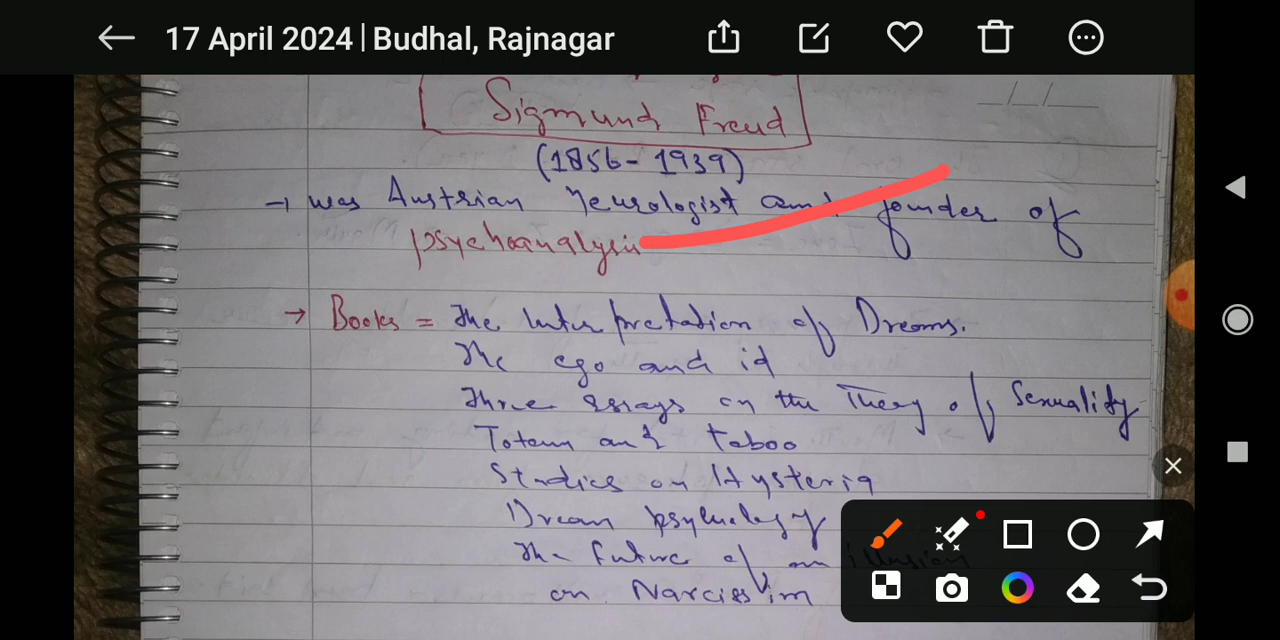 17 April 2024 | Budhal, Rajnagar
Sigmund Freud
(1856-1939)
→ was Austrian Neurologist and founder of
psychoanalysis
→ Books = The Interpretation of Dreams.
The ego and id
Three essays on the Theory of Sexuality
Totem and taboo
Studies on Hysteria
Dream psychology
The future of an illusion
on Narcissim